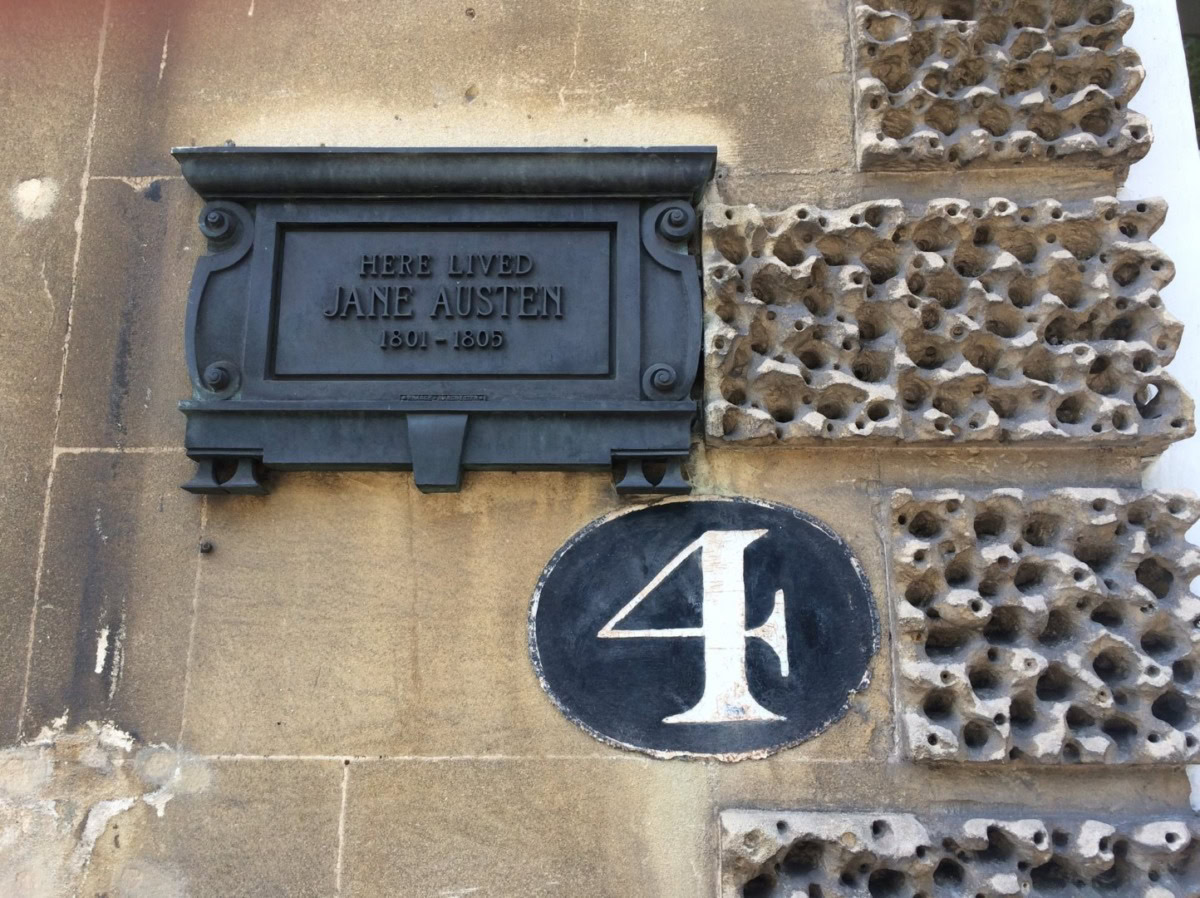 HERE LIVED
JANE AUSTEN
1801–1805
4